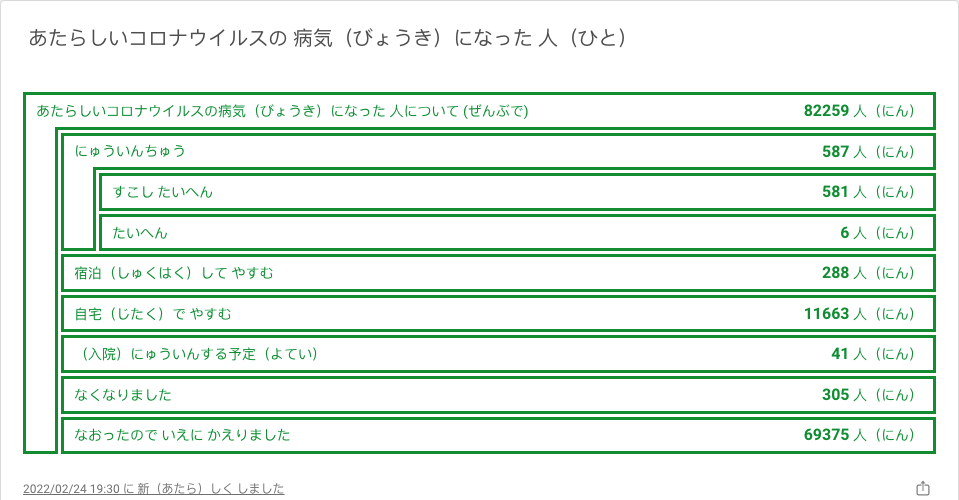 あたらしいコロナウイルスの 病気（びょうき）になった 人（ひと）
あたらしいコロナウイルスの病気（びょうき）になった 人について (ぜんぶで) 82259 人（にん）
にゅういんちゅう 587 人（にん）
すこし たいへん 581 人（にん）
たいへん 6 人（にん）
宿泊（しゅくはく）して やすむ 288 人（にん）
自宅（じたく）で やすむ 11663 人（にん）
（入院）にゅういんする予定（よてい） 41 人（にん）
なくなりました 305 人（にん）
なおったので いえに かえりました 69375 人（にん）
2022/02/24 19:30 に 新（あたら）しく しました